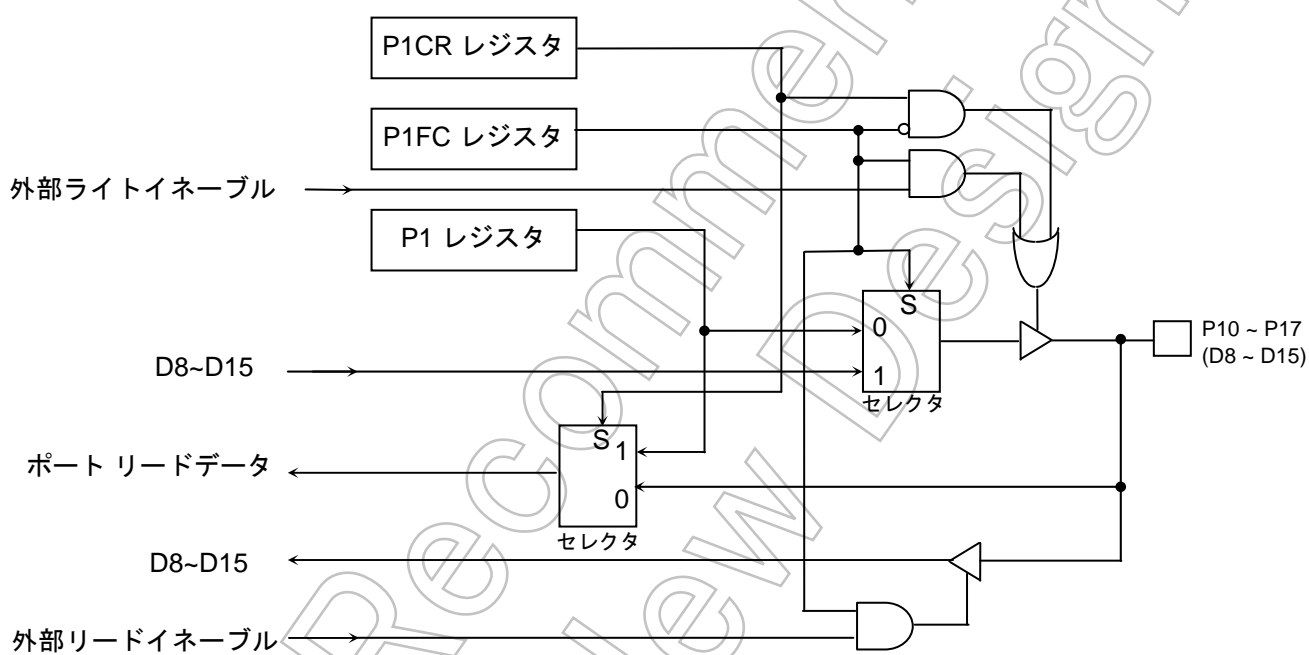 P1CR レジスタ
P1FC レジスタ
外部ライトイネーブル
P1 レジスタ
S
0
1
セレクタ
P10 ~ P17
(D8 ~ D15)
D8~D15
S
1
0
セレクタ
ポート リードデータ
D8~D15
外部リードイネーブル
Recommen
New Design